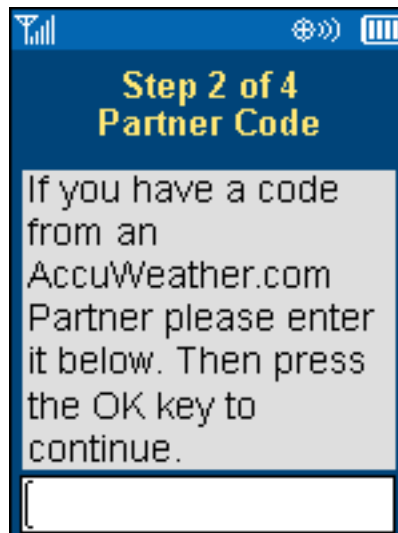 Step 2 of 4
Partner Code
If you have a code
from an
AccuWeather.com
Partner please enter
it below. Then press
the OK key to
continue.